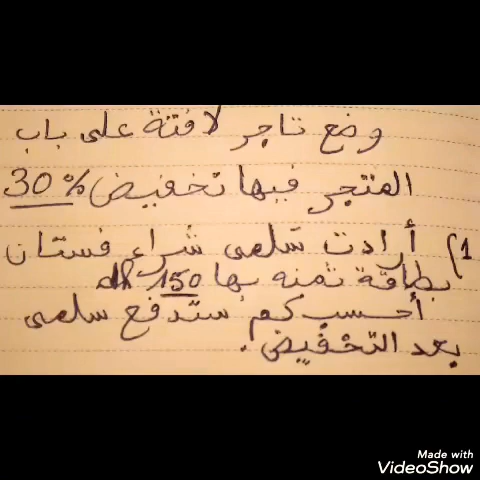 وضع تاجر لافتة على باب
المتجر فيها تخفيض 30%
1) أرادت سلمى شراء فستان
بطاقة ثمنه بها 150 dh
أحسب كم ستدفع سلمى
بعد التخفيض.
Made with
VideoShow